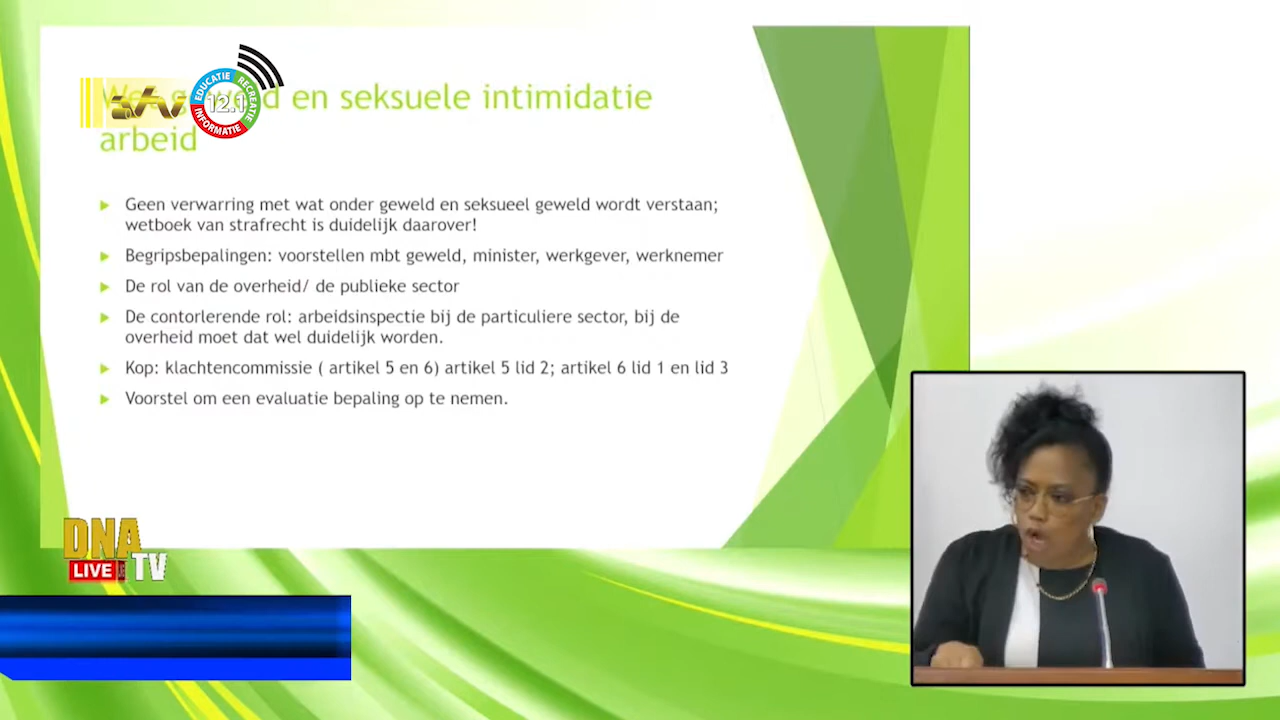 EDUCATIE
RECREATIE
INFORMATIE
12.1
en seksuele intimidatie
arbeid
Geen verwarring met wat onder geweld en seksueel geweld wordt verstaan;
wetboek van strafrecht is duidelijk daarover!
Begripsbepalingen: voorstellen mbt geweld, minister, werkgever, werknemer
De rol van de overheid/ de publieke sector
De contorlerende rol: arbeidsinspectie bij de particuliere sector, bij de
overheid moet dat wel duidelijk worden.
Kop: klachtencommissie ( artikel 5 en 6) artikel 5 lid 2; artikel 6 lid 1 en lid 3
Voorstel om een evaluatie bepaling op te nemen.
DNA
LIVE TV